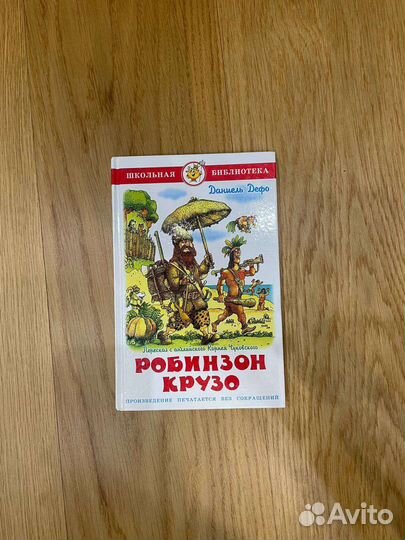 ШКОЛЬНАЯ БИБЛИОТЕКА
Даниель Дефо
Пересказ с английского Корнея Чуковского
РОБИНЗОН
КРУЗО
ПРОИЗВЕДЕНИЕ ПЕЧАТАЕТСЯ БЕЗ СОКРАЩЕНИЙ
Avito